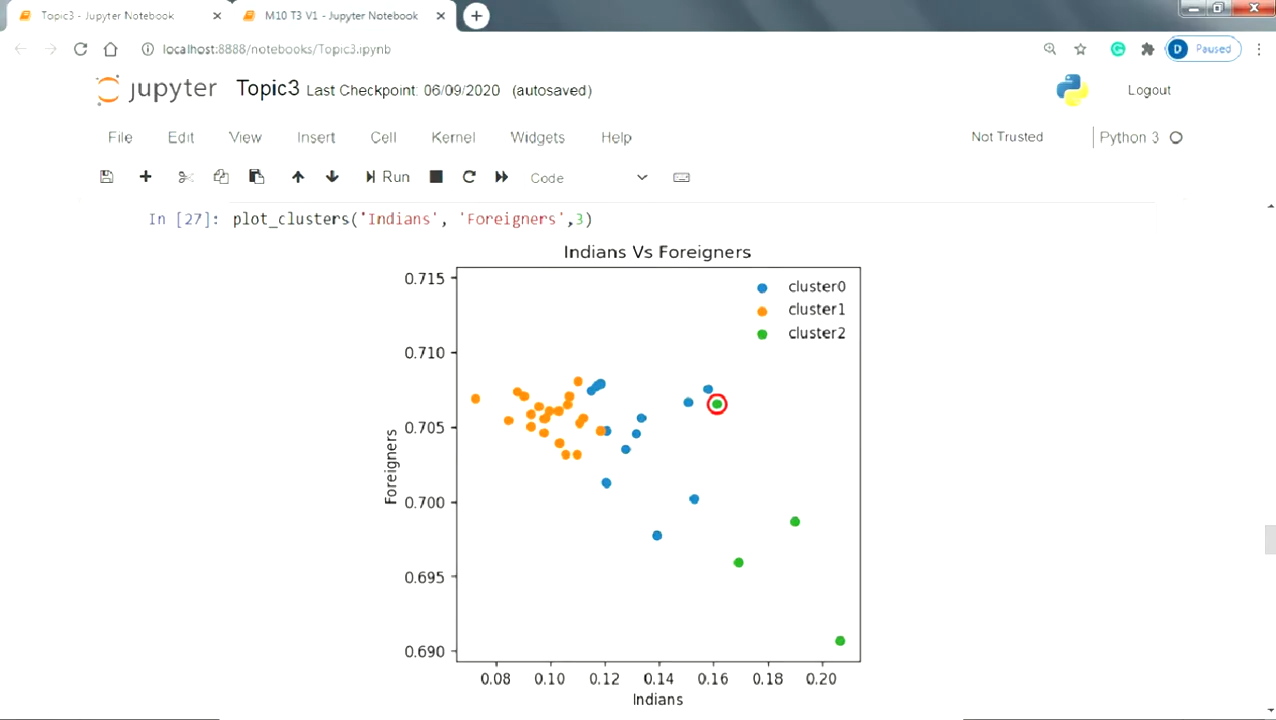 Topic3 - Jupyter Notebook
M10 T3 V1 - Jupyter Notebook
localhost:8888/notebooks/Topic3.ipynb
D Paused
jupyter Topic3 Last Checkpoint: 06/09/2020 (autosaved)
Logout
File Edit View Insert Cell Kernel Widgets Help
Not Trusted
Python 3
Run
Code
In [27]: plot_clusters('Indians', 'Foreigners',3)
Indians Vs Foreigners
cluster0
cluster1
cluster2
0.715
0.710
0.705
0.700
0.695
0.690
Foreigners
0.08 0.10 0.12 0.14 0.16 0.18 0.20
Indians